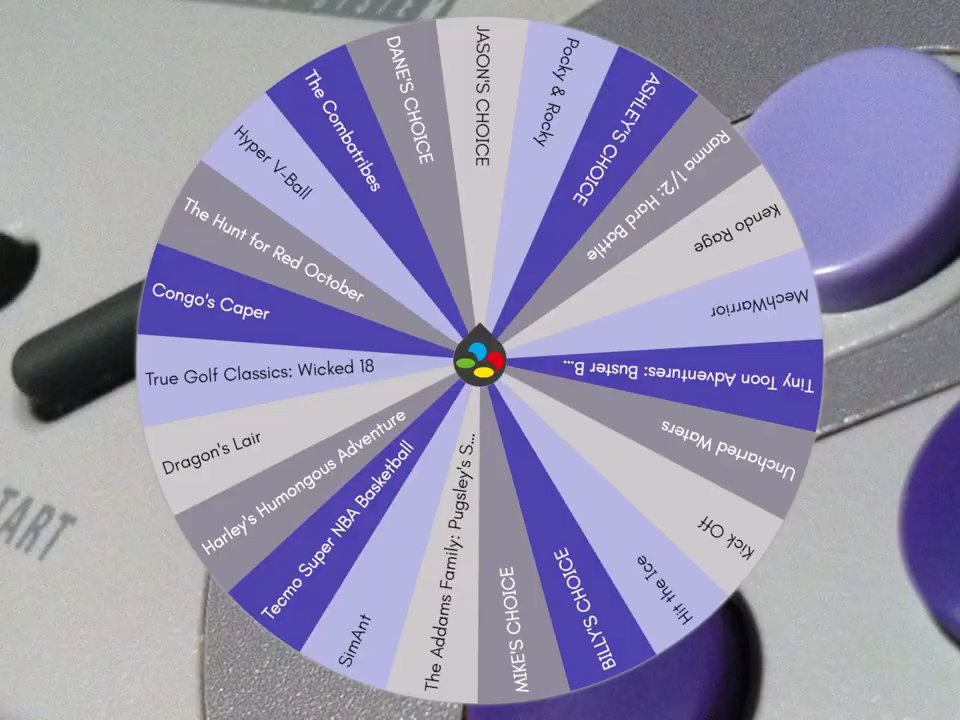 JASON'S CHOICE
Pocky & Rocky
ASHLEY'S CHOICE
Ranma 1/2: Hard Battle
Kendo Rage
MechWarrior
Tiny Toon Adventures: Buster B...
Uncharted Waters
Kick Off
Hit the Ice
BILLY'S CHOICE
MIKE'S CHOICE
The Addams Family: Pugsley's S...
SimAnt
Tecmo Super NBA Basketball
Harley's Humongous Adventure
Dragon's Lair
True Golf Classics: Wicked 18
Congo's Caper
The Hunt for Red October
Hyper V-Ball
The Combatribes
DANE'S CHOICE